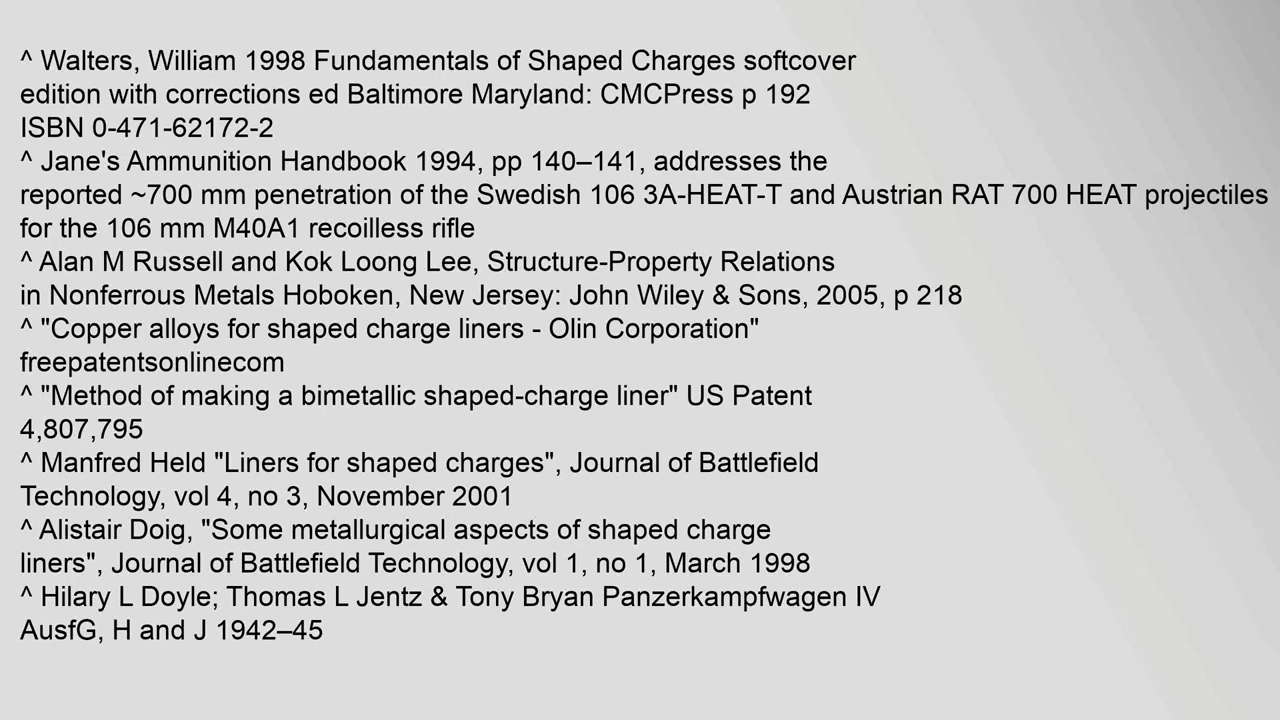 ^ Walters, William 1998 Fundamentals of Shaped Charges softcover
edition with corrections ed Baltimore Maryland: CMCPress p 192
ISBN 0-471-62172-2
^ Jane's Ammunition Handbook 1994, pp 140–141, addresses the
reported ~700 mm penetration of the Swedish 106 3A-HEAT-T and Austrian RAT 700 HEAT projectiles
for the 106 mm M40A1 recoilless rifle
^ Alan M Russell and Kok Loong Lee, Structure-Property Relations
in Nonferrous Metals Hoboken, New Jersey: John Wiley & Sons, 2005, p 218
^ "Copper alloys for shaped charge liners - Olin Corporation"
freepatentsonlinecom
^ "Method of making a bimetallic shaped-charge liner" US Patent
4,807,795
^ Manfred Held "Liners for shaped charges", Journal of Battlefield
Technology, vol 4, no 3, November 2001
^ Alistair Doig, "Some metallurgical aspects of shaped charge
liners", Journal of Battlefield Technology, vol 1, no 1, March 1998
^ Hilary L Doyle; Thomas L Jentz & Tony Bryan Panzerkampfwagen IV
AusfG, H and J 1942–45